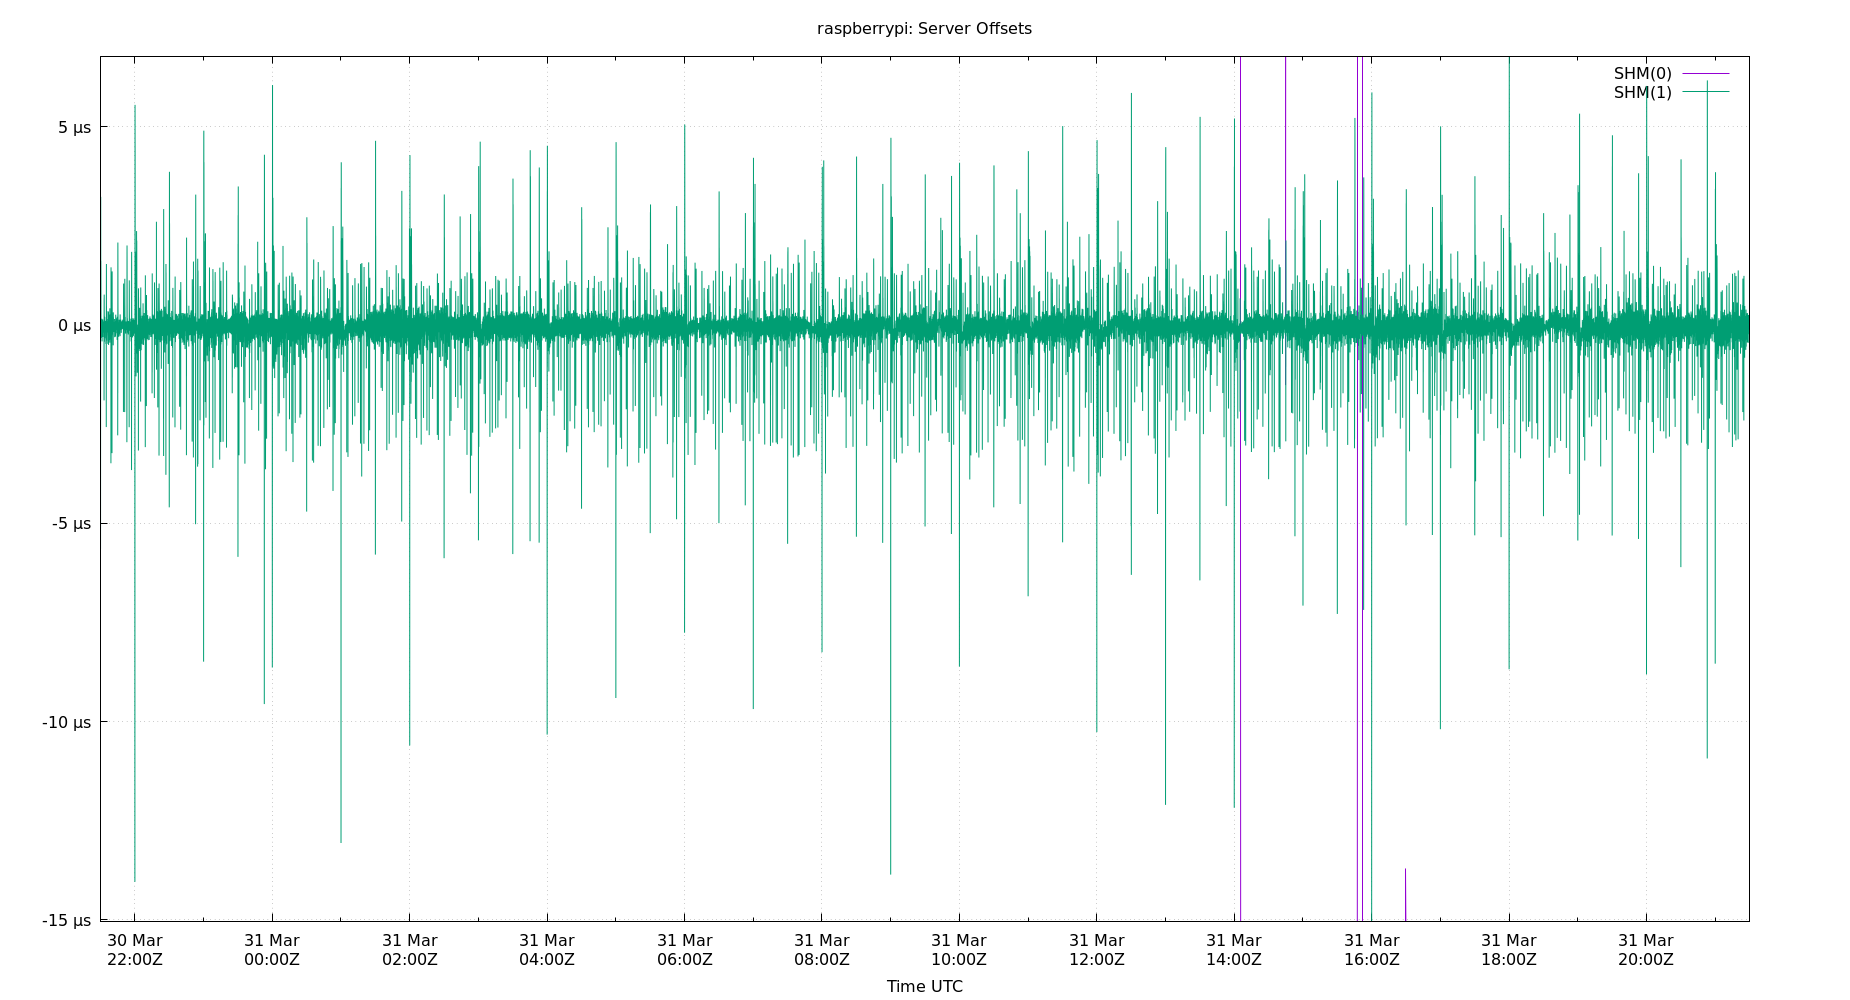 raspberrypi: Server Offsets
SHM(0)
SHM(1)
5 µs
0 µs
-5 µs
-10 µs
-15 µs
30 Mar 31 Mar 31 Mar 31 Mar 31 Mar 31 Mar 31 Mar 31 Mar 31 Mar 31 Mar 31 Mar 31 Mar
22:00Z 00:00Z 02:00Z 04:00Z 06:00Z 08:00Z 10:00Z 12:00Z 14:00Z 16:00Z 18:00Z 20:00Z
Time UTC